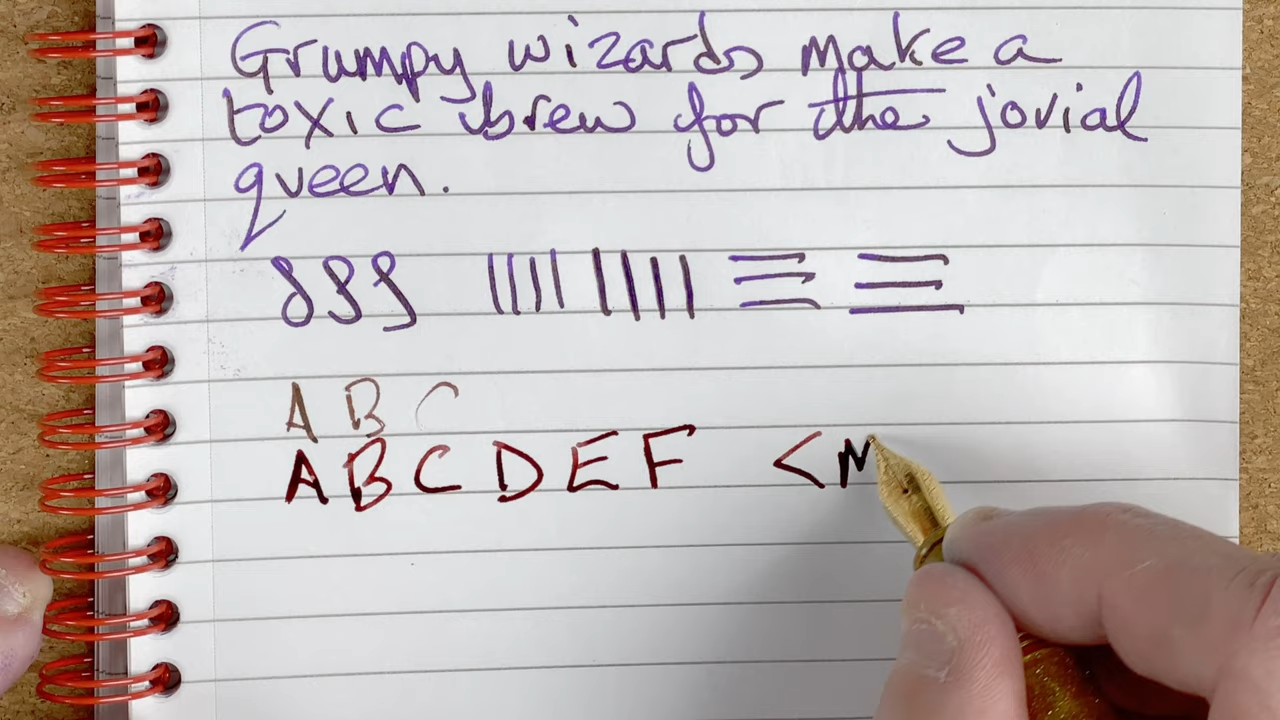 Grumpy wizards make a
toxic brew for the jovial
queen.
A B C
A B C D E F < M